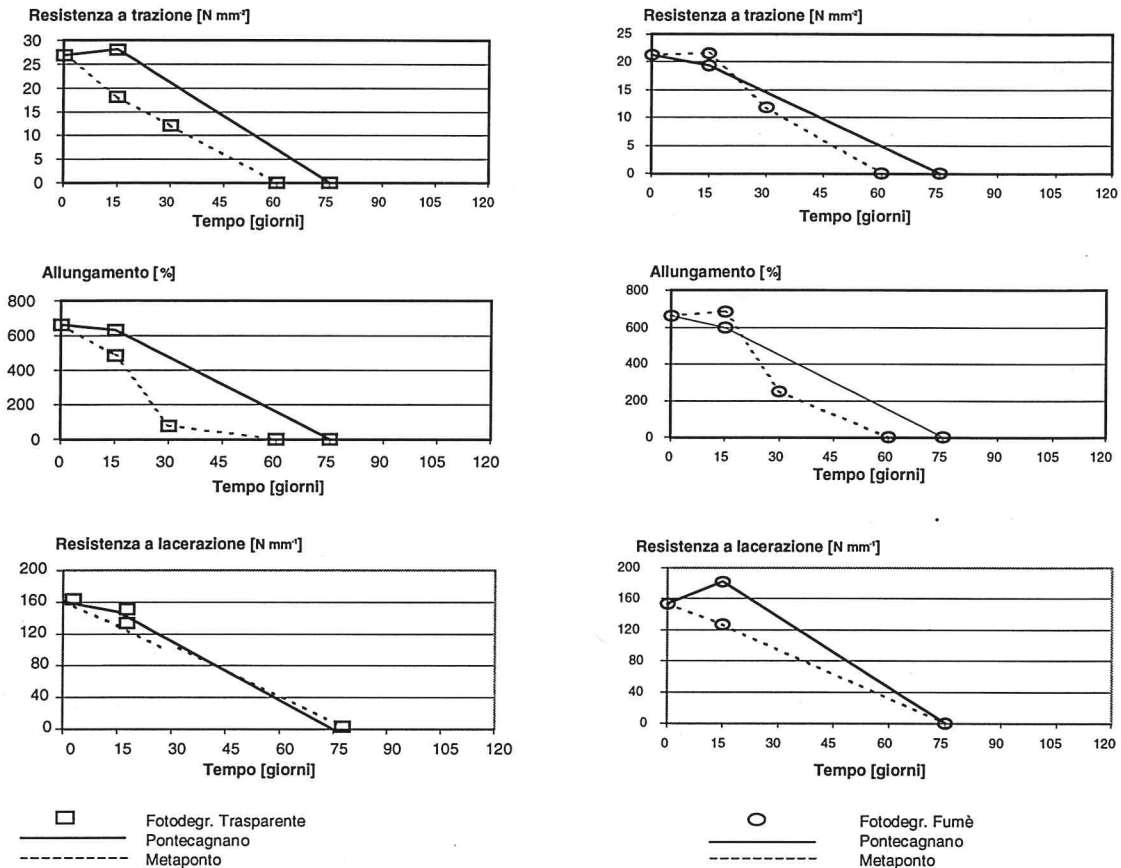 Resistenza a trazione [N mm⁻²]
30
25
20
15
10
5
0
0 15 30 45 60 75 90 105 120
Tempo [giorni]
Resistenza a trazione [N mm⁻²]
25
20
15
10
5
0
0 15 30 45 60 75 90 105 120
Tempo [giorni]
Allungamento [%]
800
600
400
200
0
0 15 30 45 60 75 90 105 120
Tempo [giorni]
Allungamento [%]
800
600
400
200
0
0 15 30 45 60 75 90 105 120
Tempo [giorni]
Resistenza a lacerazione [N mm⁻¹]
200
160
120
80
40
0
0 15 30 45 60 75 90 105 120
Tempo [giorni]
Resistenza a lacerazione [N mm⁻¹]
200
160
120
80
40
0
0 15 30 45 60 75 90 105 120
Tempo [giorni]
Fotodegr. Trasparente
Pontecagnano
Metaponto
Fotodegr. Fumè
Pontecagnano
Metaponto